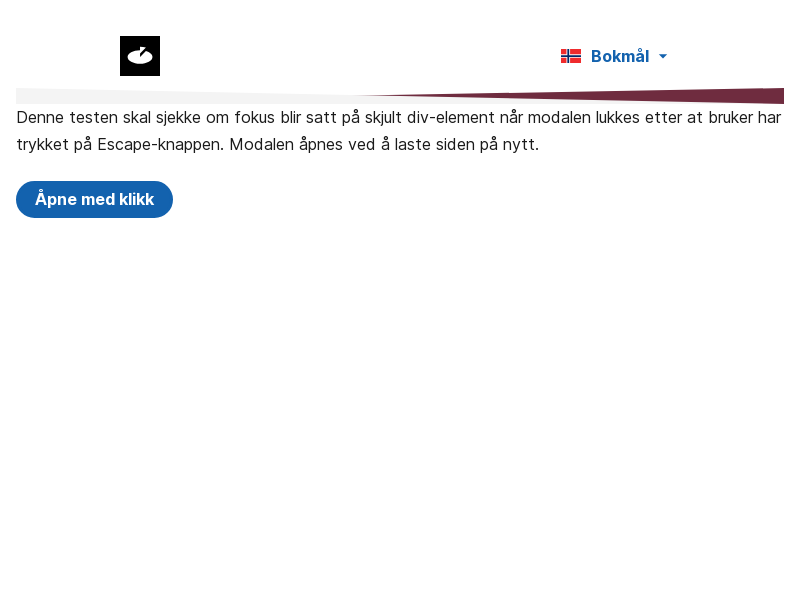 Bokmål
Denne testen skal sjekke om fokus blir satt på skjult div-element når modalen lukkes etter at bruker har
trykket på Escape-knappen. Modalen åpnes ved å laste siden på nytt.
Åpne med klikk